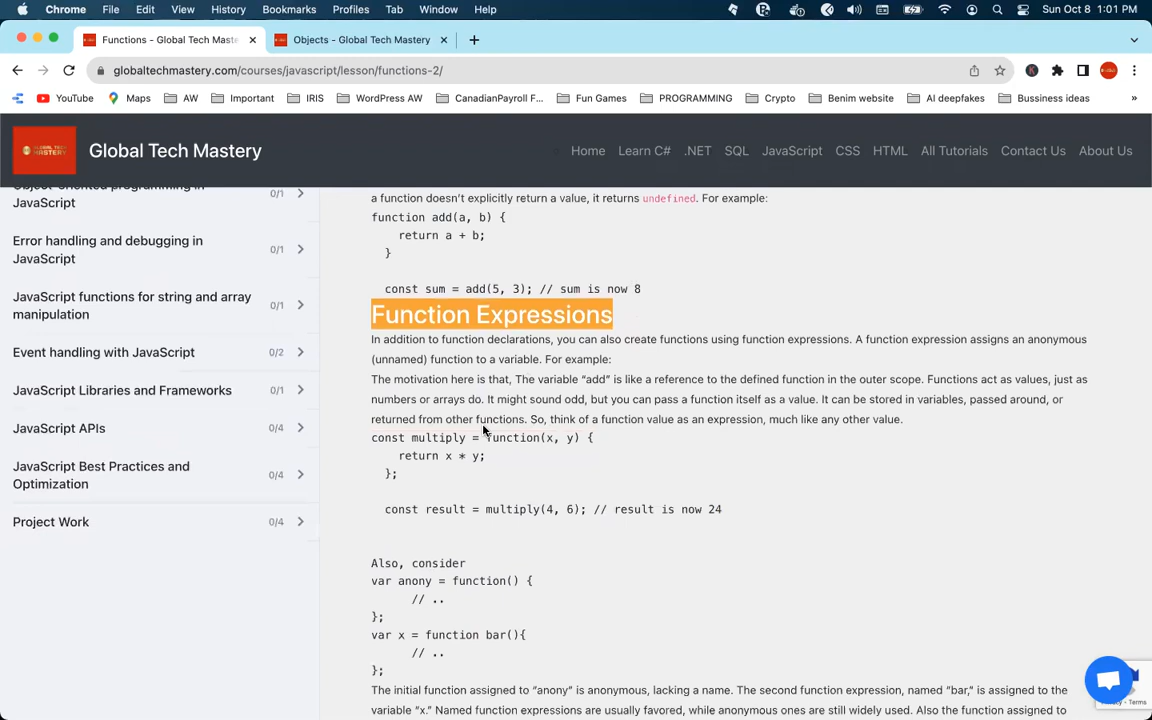 Chrome File Edit View History Bookmarks Profiles Tab Window Help Sun Oct 8 1:01 PM
Functions - Global Tech Maste Objects - Global Tech Mastery
globaltechmastery.com/courses/javascript/lesson/functions-2/
YouTube Maps AW Important IRIS WordPress AW CanadianPayroll F... Fun Games PROGRAMMING Crypto Benim website AI deepfakes Bussiness ideas »
GLOBAL TECH MASTERY
Global Tech Mastery Home Learn C# .NET SQL JavaScript CSS HTML All Tutorials Contact Us About Us
Object-oriented programming in
JavaScript
0/1
Error handling and debugging in
JavaScript
0/1
JavaScript functions for string and array
manipulation
0/1
Event handling with JavaScript 0/2
JavaScript Libraries and Frameworks 0/1
JavaScript APIs 0/4
JavaScript Best Practices and
Optimization
0/4
Project Work 0/4
a function doesn't explicitly return a value, it returns undefined. For example:
function add(a, b) {
return a + b;
}
const sum = add(5, 3); // sum is now 8
Function Expressions
In addition to function declarations, you can also create functions using function expressions. A function expression assigns an anonymous
(unnamed) function to a variable. For example:
The motivation here is that, The variable “add” is like a reference to the defined function in the outer scope. Functions act as values, just as
numbers or arrays do. It might sound odd, but you can pass a function itself as a value. It can be stored in variables, passed around, or
returned from other functions. So, think of a function value as an expression, much like any other value.
const multiply = function(x, y) {
return x * y;
};
const result = multiply(4, 6); // result is now 24
Also, consider
var anony = function() {
// ..
};
var x = function bar(){
// ..
};
The initial function assigned to “anony” is anonymous, lacking a name. The second function expression, named “bar,” is assigned to the
variable “x.” Named function expressions are usually favored, while anonymous ones are still widely used. Also the function assigned to
- Terms